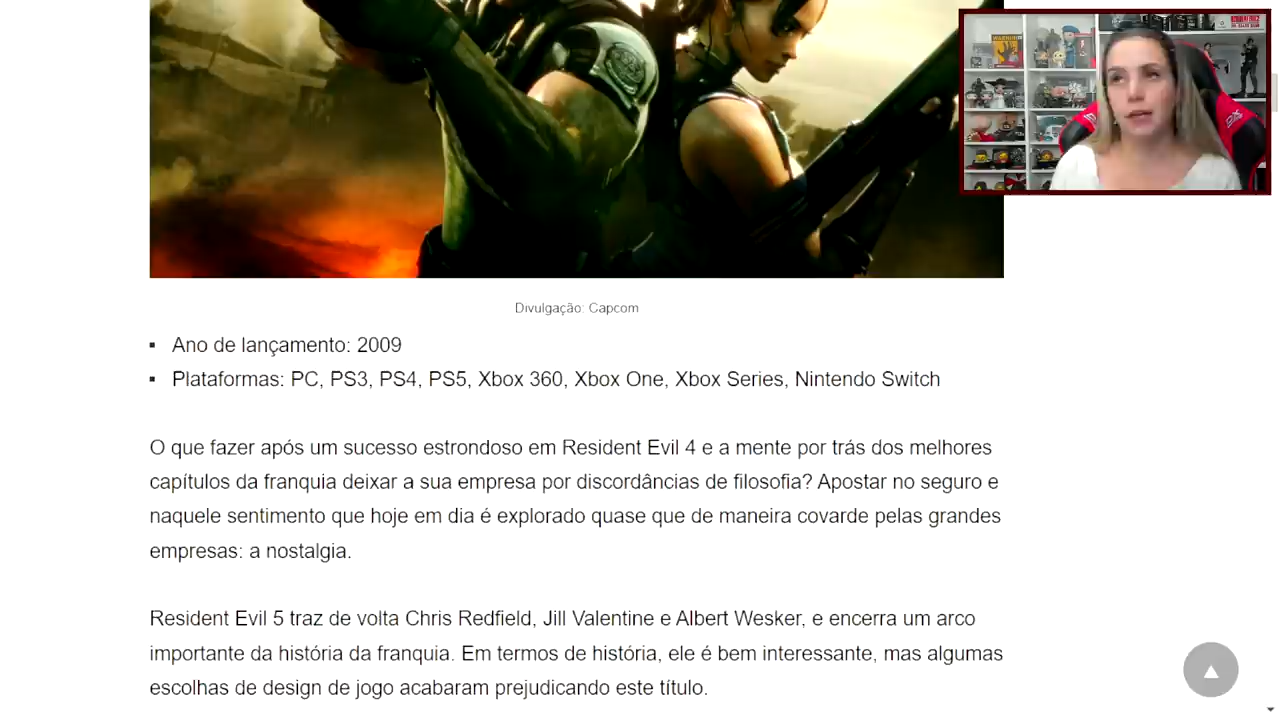 Divulgação: Capcom
Ano de lançamento: 2009
Plataformas: PC, PS3, PS4, PS5, Xbox 360, Xbox One, Xbox Series, Nintendo Switch
O que fazer após um sucesso estrondoso em Resident Evil 4 e a mente por trás dos melhores
capítulos da franquia deixar a sua empresa por discordâncias de filosofia? Apostar no seguro e
naquele sentimento que hoje em dia é explorado quase que de maneira covarde pelas grandes
empresas: a nostalgia.
Resident Evil 5 traz de volta Chris Redfield, Jill Valentine e Albert Wesker, e encerra um arco
importante da história da franquia. Em termos de história, ele é bem interessante, mas algumas
escolhas de design de jogo acabaram prejudicando este título.